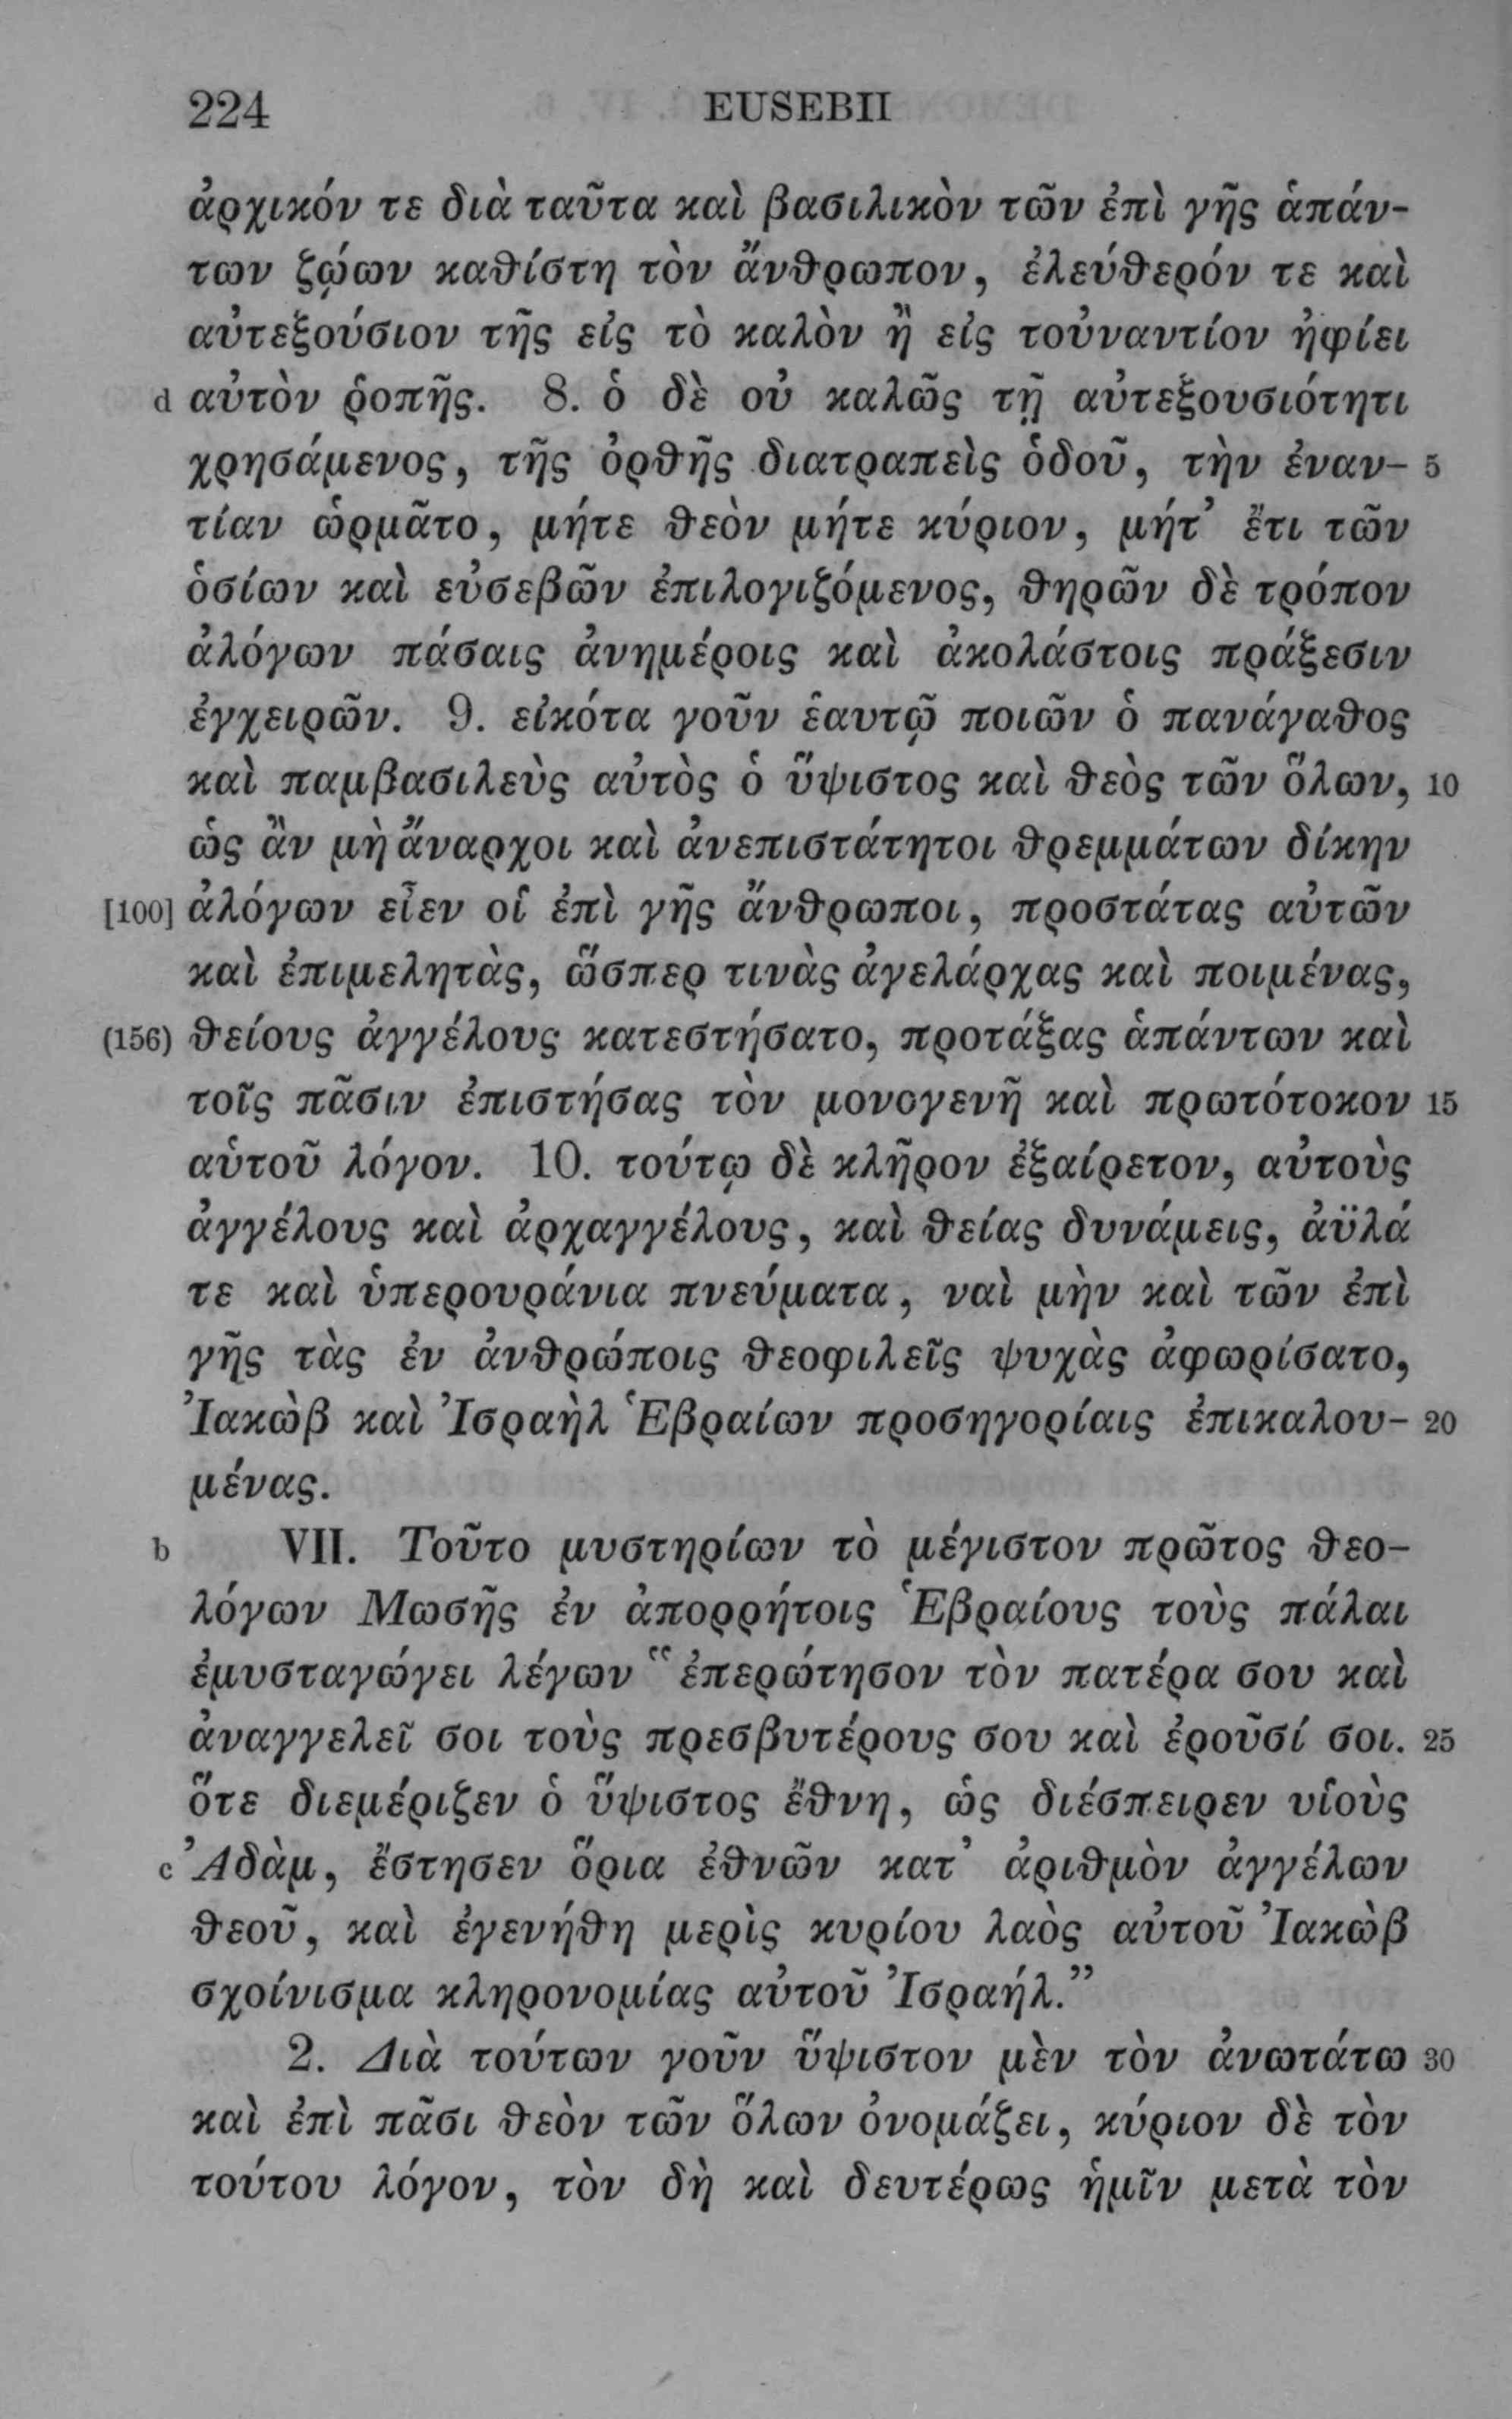 224 EUSEBII
ἀρχικόν τε διὰ ταῦτα καὶ βασιλικὸν τῶν ἐπὶ γῆς ἁπάν-
των ζῴων καθίστη τὸν ἄνθρωπον, ἐλεύθερόν τε καὶ
αὐτεξούσιον τῆς εἰς τὸ καλὸν ἢ εἰς τοὐναντίον ἠφίει
d αὐτὸν ῥοπῆς. 8. ὁ δὲ οὐ καλῶς τῇ αὐτεξουσιότητι
χρησάμενος, τῆς ὀρθῆς διατραπεὶς ὁδοῦ, τὴν ἐναν- 5
τίαν ὡρμᾶτο, μήτε θεὸν μήτε κύριον, μήτ’ ἔτι τῶν
ὁσίων καὶ εὐσεβῶν ἐπιλογιζόμενος, θηρῶν δὲ τρόπον
ἀλόγων πάσαις ἀνημέροις καὶ ἀκολάστοις πράξεσιν
ἐγχειρῶν. 9. εἰκότα γοῦν ἑαυτῷ ποιῶν ὁ πανάγαθος
καὶ παμβασιλεὺς αὐτὸς ὁ ὕψιστος καὶ θεὸς τῶν ὅλων, 10
ὡς ἂν μὴ ἄναρχοι καὶ ἀνεπιστάτητοι θρεμμάτων δίκην
[100] ἀλόγων εἶεν οἱ ἐπὶ γῆς ἄνθρωποι, προστάτας αὐτῶν
καὶ ἐπιμελητὰς, ὥσπερ τινὰς ἀγελάρχας καὶ ποιμένας,
(156) θείους ἀγγέλους κατεστήσατο, προτάξας ἁπάντων καὶ
τοῖς πᾶσιν ἐπιστήσας τὸν μονογενῆ καὶ πρωτότοκον 15
αὑτοῦ λόγον. 10. τούτῳ δὲ κλῆρον ἐξαίρετον, αὐτοὺς
ἀγγέλους καὶ ἀρχαγγέλους, καὶ θείας δυνάμεις, ἀϋλά
τε καὶ ὑπερουράνια πνεύματα, ναὶ μὴν καὶ τῶν ἐπὶ
γῆς τὰς ἐν ἀνθρώποις θεοφιλεῖς ψυχὰς ἀφωρίσατο,
Ἰακὼβ καὶ Ἰσραὴλ Ἑβραίων προσηγορίαις ἐπικαλου- 20
μένας.
b VII. Τοῦτο μυστηρίων τὸ μέγιστον πρῶτος θεο-
λόγων Μωσῆς ἐν ἀπορρήτοις Ἑβραίους τοὺς πάλαι
ἐμυσταγώγει λέγων “ἐπερώτησον τὸν πατέρα σου καὶ
ἀναγγελεῖ σοι τοὺς πρεσβυτέρους σου καὶ ἐροῦσί σοι. 25
ὅτε διεμέριζεν ὁ ὕψιστος ἔθνη, ὡς διέσπειρεν υἱοὺς
c Ἀδὰμ, ἔστησεν ὅρια ἐθνῶν κατ’ ἀριθμὸν ἀγγέλων
θεοῦ, καὶ ἐγενήθη μερὶς κυρίου λαὸς αὐτοῦ Ἰακὼβ
σχοίνισμα κληρονομίας αὐτοῦ Ἰσραήλ.”
2. Διὰ τούτων γοῦν ὕψιστον μὲν τὸν ἀνωτάτω 30
καὶ ἐπὶ πᾶσι θεὸν τῶν ὅλων ὀνομάζει, κύριον δὲ τὸν
τούτου λόγον, τὸν δὴ καὶ δευτέρως ἡμῖν μετὰ τὸν